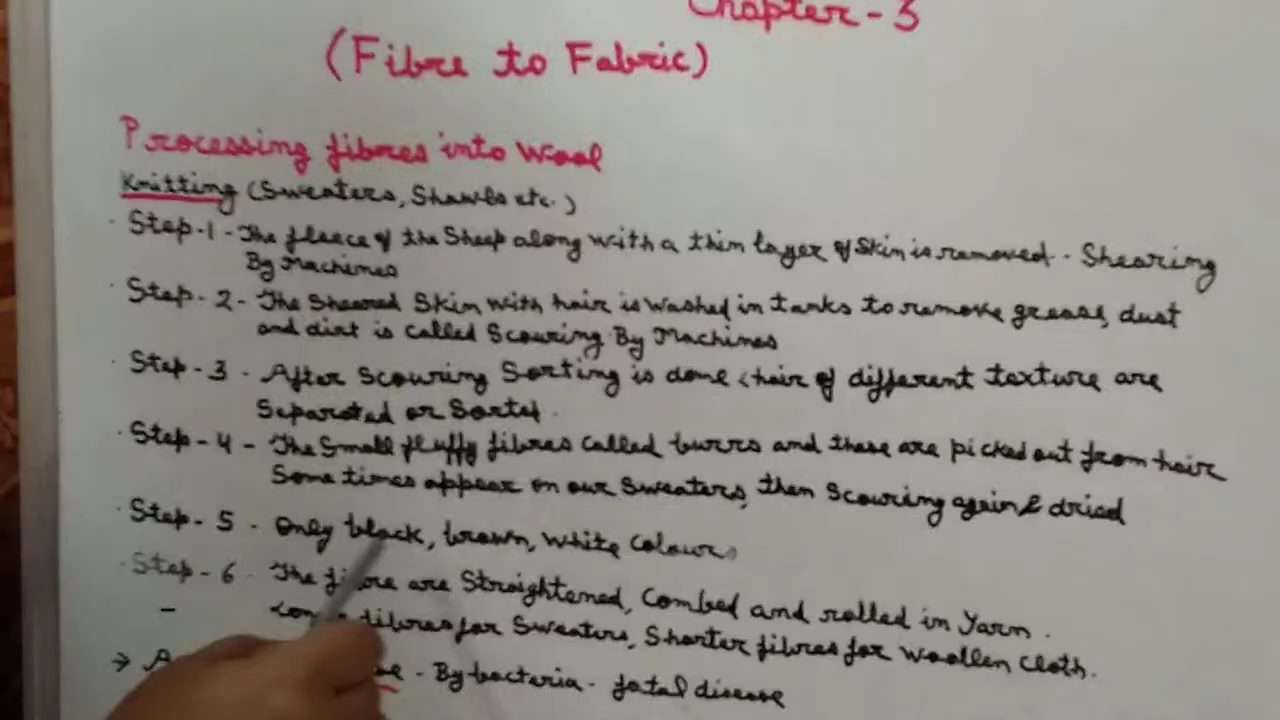 Chapter - 3
(Fibre to Fabric)
Processing fibres into Wool
Knitting (Sweaters, Shawls etc.)
Step-1 - The fleece of the Sheep along with a thin layer of Skin is removed - Shearing
By Machines
Step-2 - The Sheared Skin with hair is washed in tanks to remove grease, dust
and dirt is called Scouring By Machines
Step-3 - After Scouring Sorting is done (hair of different texture are
Separated or Sorted.
Step-4 - The Small fluffy fibres called burrs and these are picked out from hair
Some times appear on our Sweaters, then Scouring again & dried
Step-5 - Only black, brown, white colours
Step-6 - The fibre are Straightened, Combed and rolled in Yarn.
- fibres for Sweaters, Shorter fibres for woollen cloth.
→ - By bacteria - fatal disease